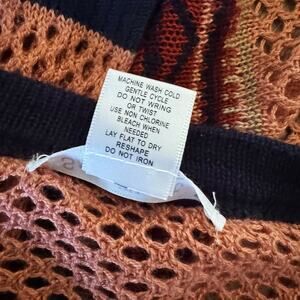 MACHINE WASH COLD
GENTLE CYCLE
DO NOT WRING
OR TWIST
USE NON CHLORINE
BLEACH WHEN
NEEDED
LAY FLAT TO DRY
RESHAPE
DO NOT IRON